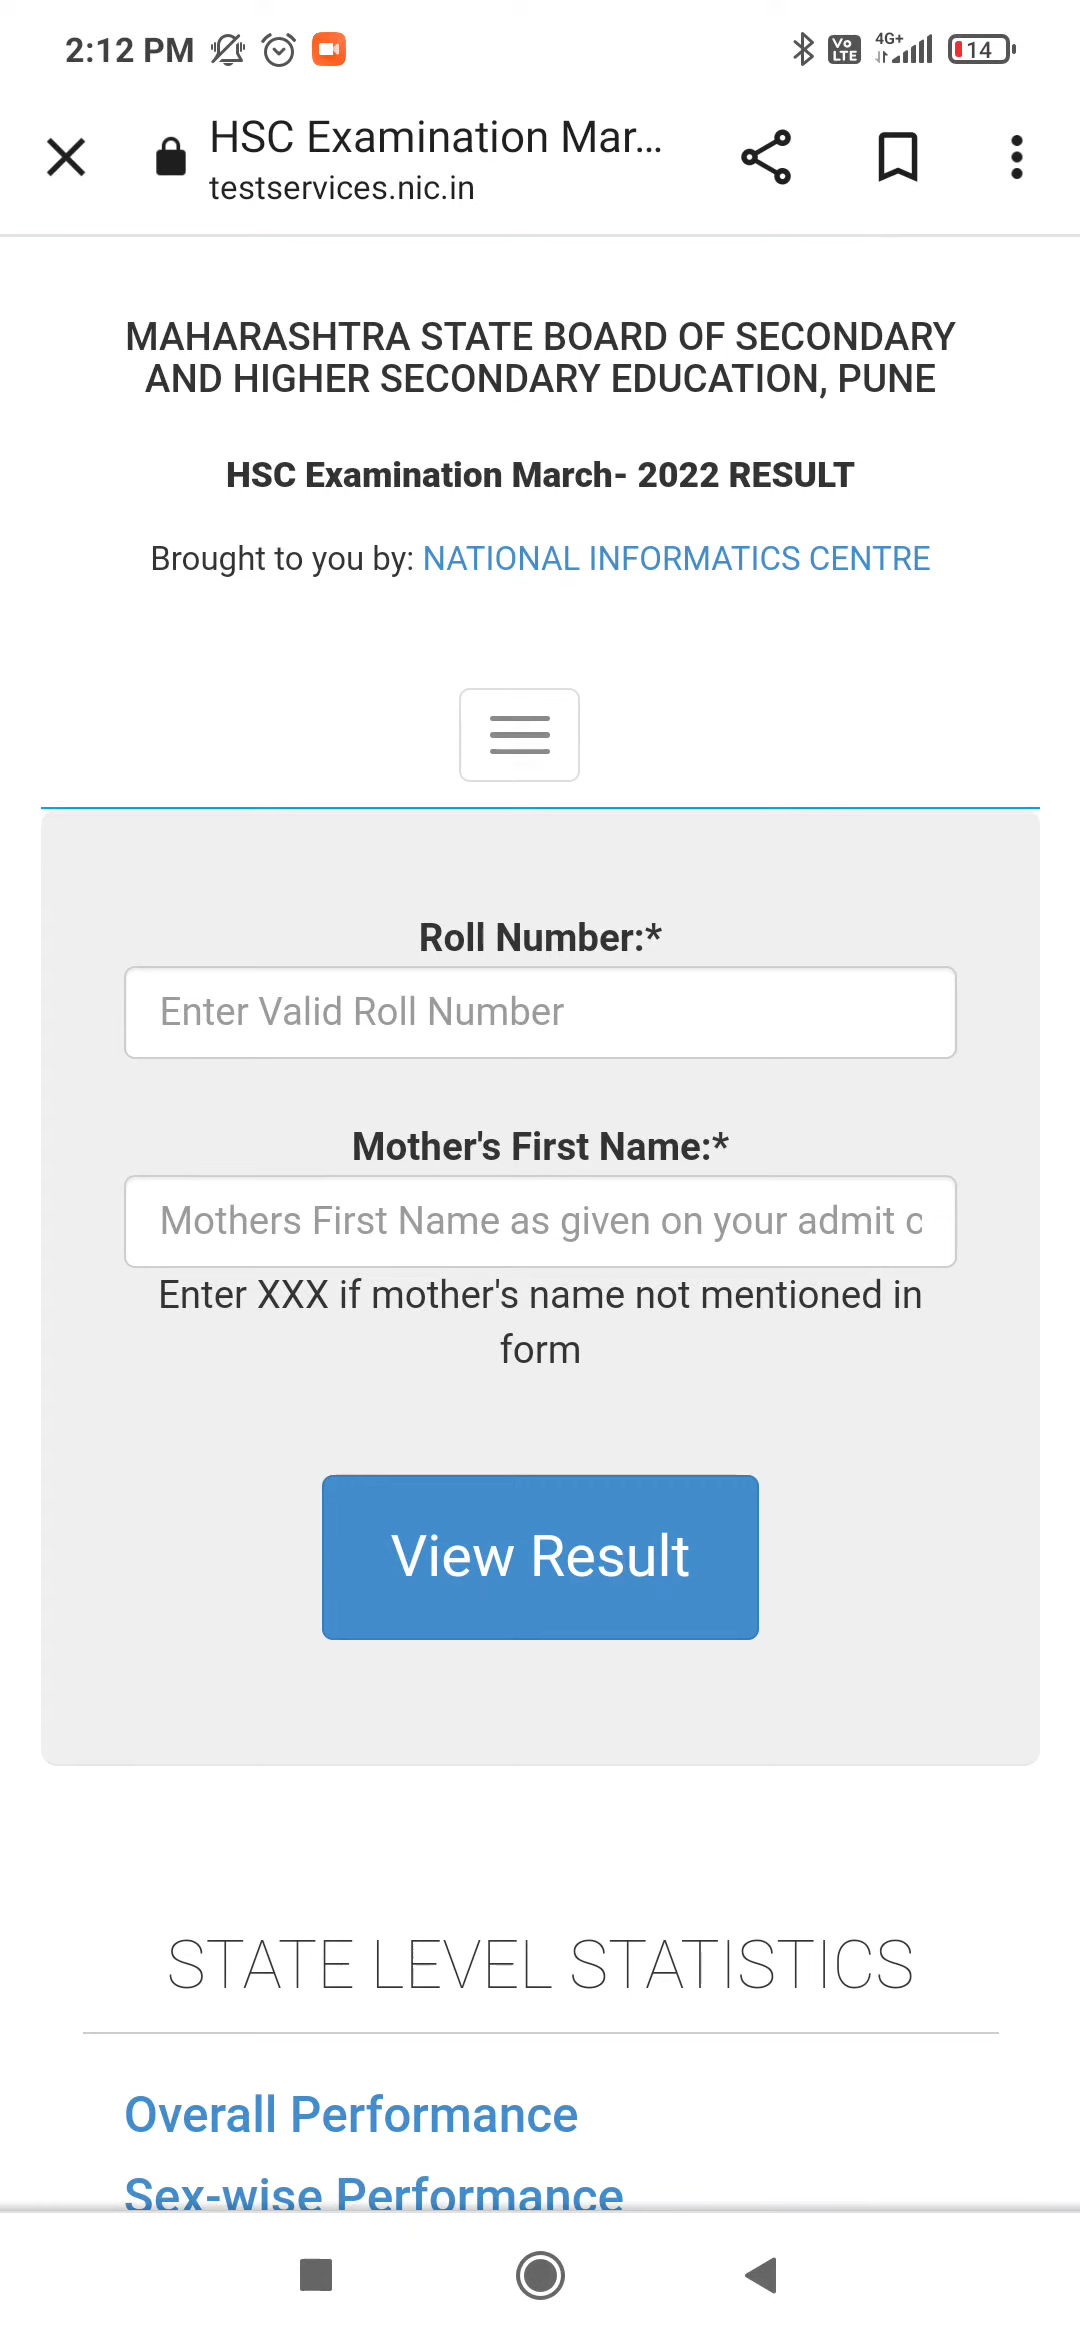 2:12 PM
Vo LTE 4G+ 14
HSC Examination Mar...
testservices.nic.in
MAHARASHTRA STATE BOARD OF SECONDARY
AND HIGHER SECONDARY EDUCATION, PUNE
HSC Examination March- 2022 RESULT
Brought to you by: NATIONAL INFORMATICS CENTRE
Roll Number:*
Enter Valid Roll Number
Mother's First Name:*
Mothers First Name as given on your admit c
Enter XXX if mother's name not mentioned in
form
View Result
STATE LEVEL STATISTICS
Overall Performance
Sex-wise Performance